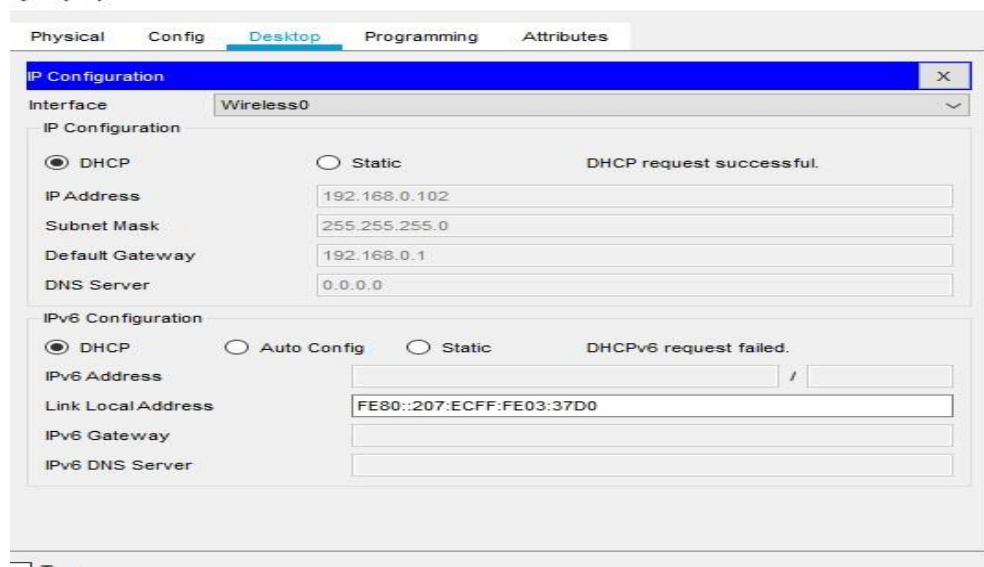 Physical Config Desktop Programming Attributes
IP Configuration X
Interface Wireless0
IP Configuration
DHCP Static DHCP request successful.
IP Address 192.168.0.102
Subnet Mask 255.255.255.0
Default Gateway 192.168.0.1
DNS Server 0.0.0.0
IPv6 Configuration
DHCP Auto Config Static DHCPv6 request failed.
IPv6 Address /
Link Local Address FE80::207:ECFF:FE03:37D0
IPv6 Gateway
IPv6 DNS Server